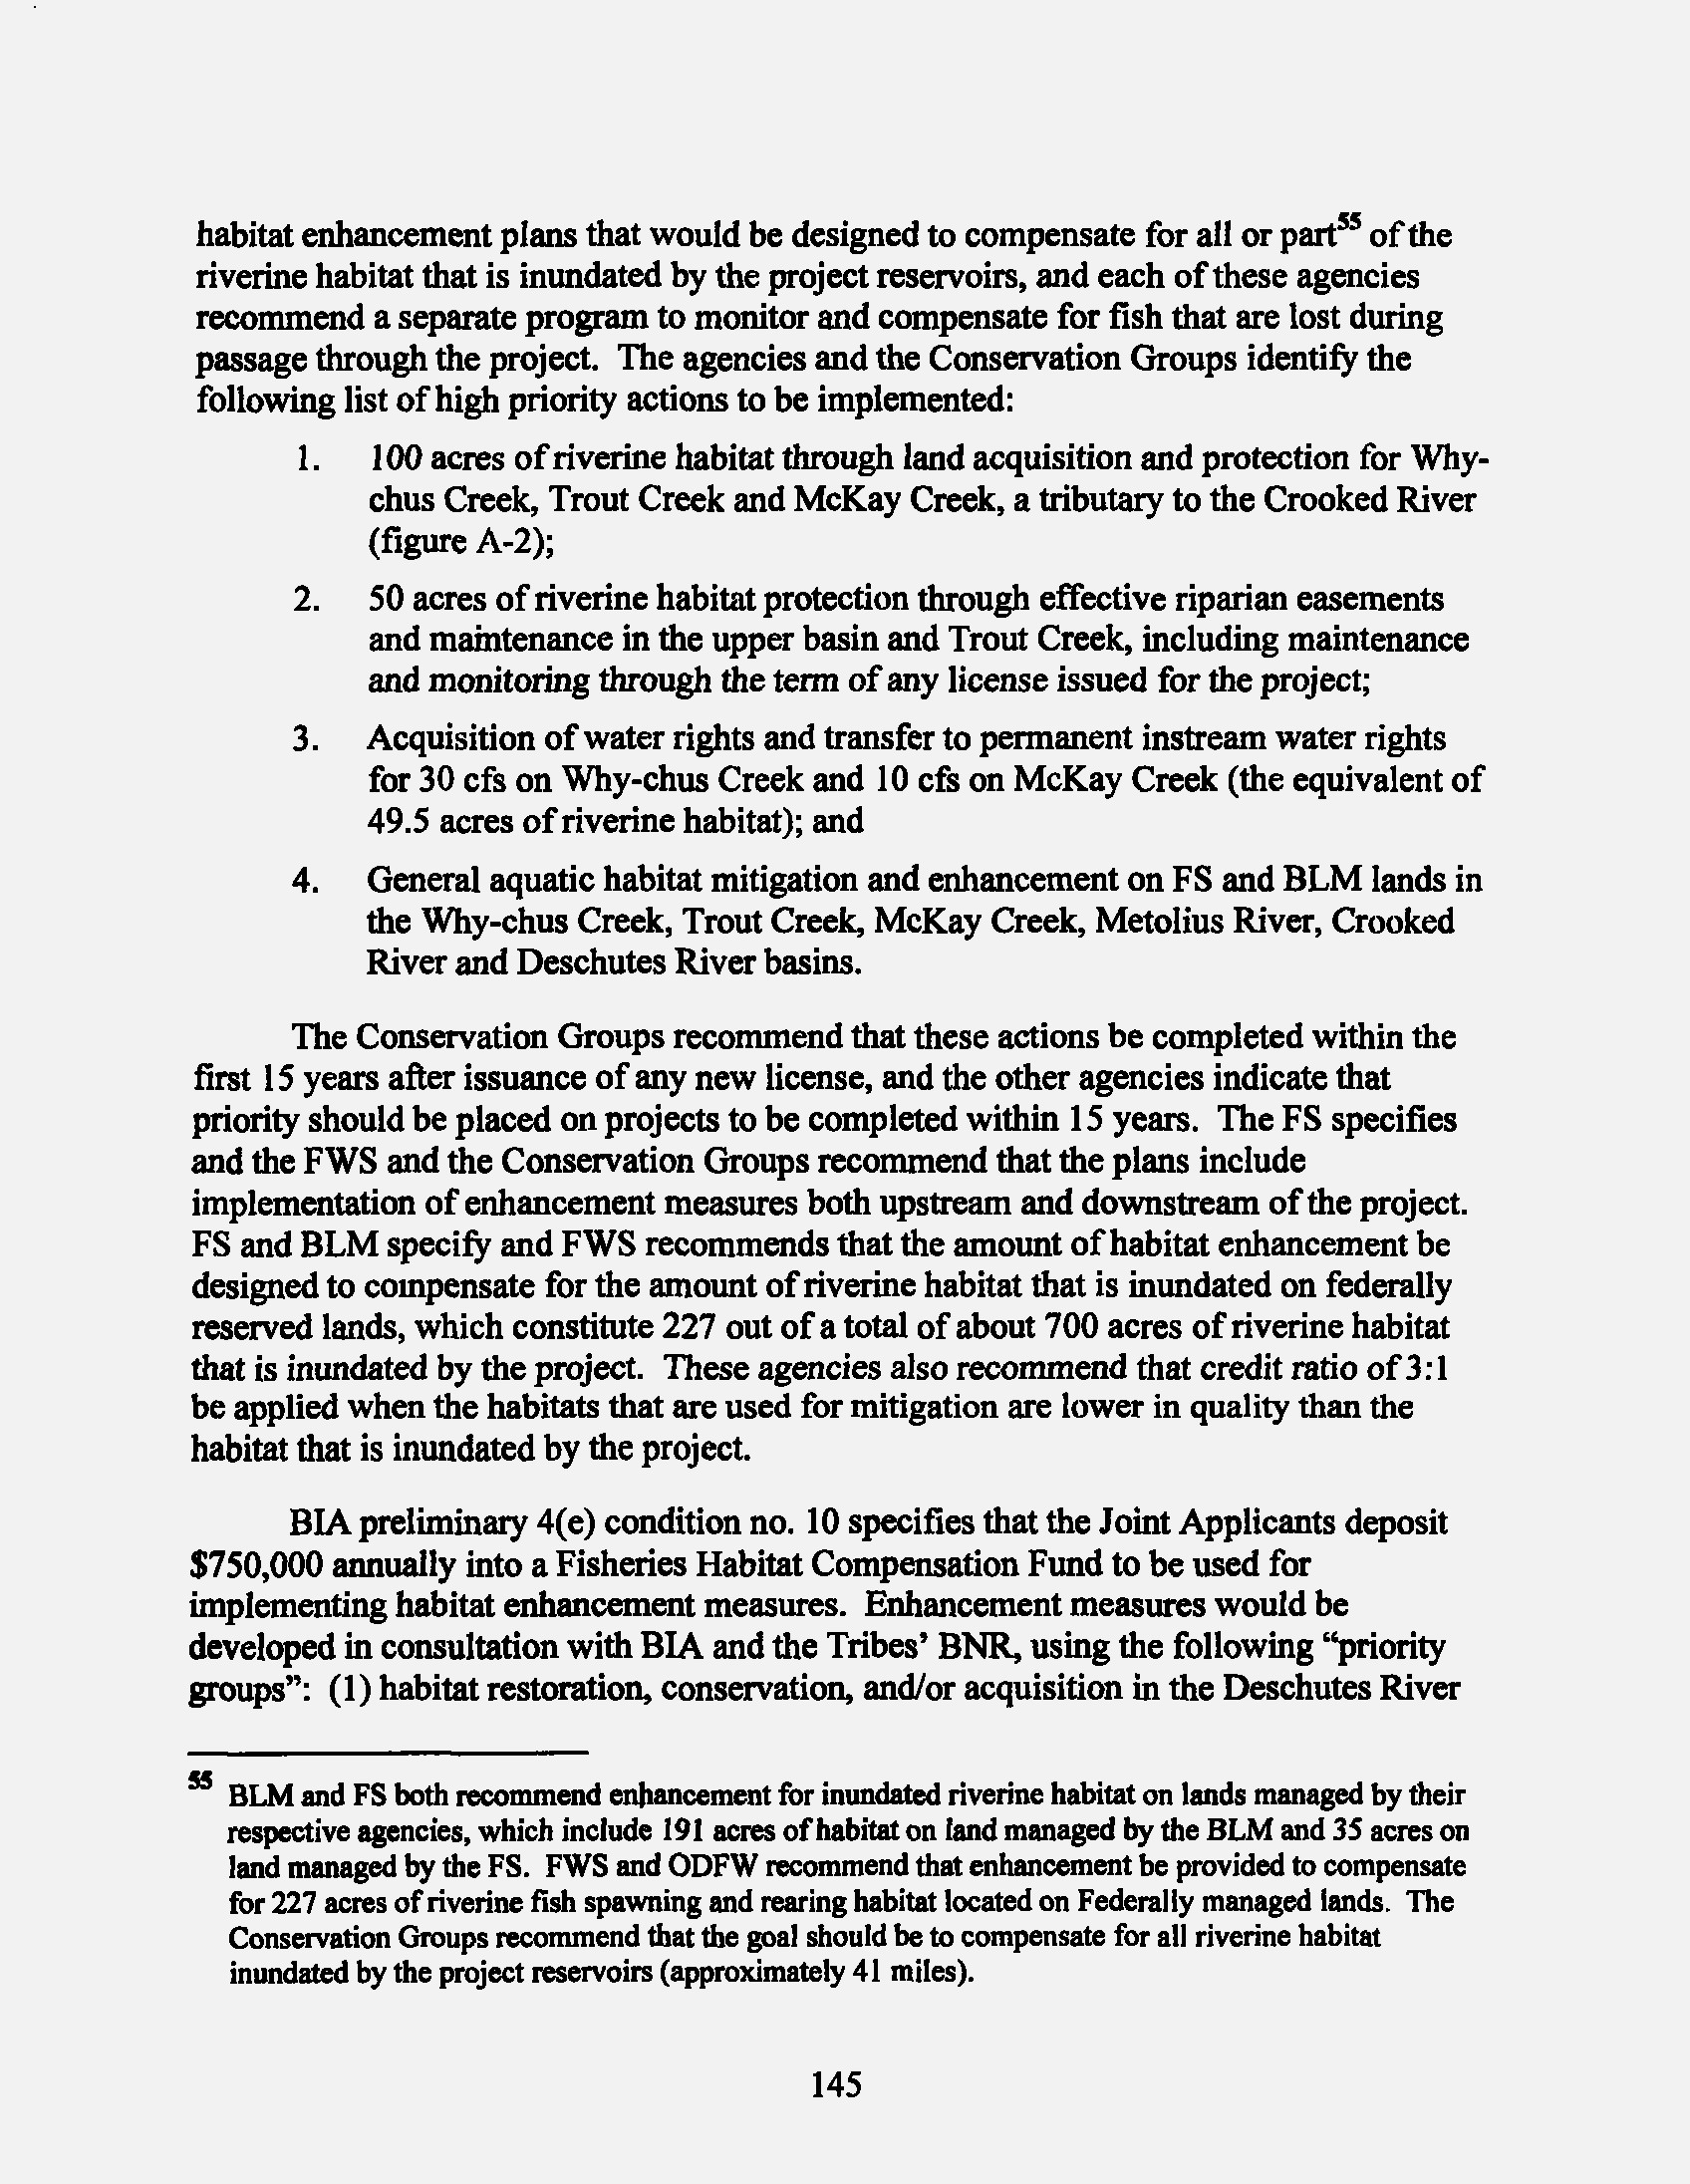 habitat enhancement plans that would be designed to compensate for all or part55 of the
riverine habitat that is inundated by the project reservoirs, and each of these agencies
recommend a separate program to monitor and compensate for fish that are lost during
passage through the project. The agencies and the Conservation Groups identify the
following list of high priority actions to be implemented:
1. 100 acres of riverine habitat through land acquisition and protection for Why-
chus Creek, Trout Creek and McKay Creek, a tributary to the Crooked River
(figure A-2);
2. 50 acres of riverine habitat protection through effective riparian easements
and maintenance in the upper basin and Trout Creek, including maintenance
and monitoring through the term of any license issued for the project;
3. Acquisition of water rights and transfer to permanent instream water rights
for 30 cfs on Why-chus Creek and 10 cfs on McKay Creek (the equivalent of
49.5 acres of riverine habitat); and
4. General aquatic habitat mitigation and enhancement on FS and BLM lands in
the Why-chus Creek, Trout Creek, McKay Creek, Metolius River, Crooked
River and Deschutes River basins.
The Conservation Groups recommend that these actions be completed within the
first 15 years after issuance of any new license, and the other agencies indicate that
priority should be placed on projects to be completed within 15 years. The FS specifies
and the FWS and the Conservation Groups recommend that the plans include
implementation of enhancement measures both upstream and downstream of the project.
FS and BLM specify and FWS recommends that the amount of habitat enhancement be
designed to compensate for the amount of riverine habitat that is inundated on federally
reserved lands, which constitute 227 out of a total of about 700 acres of riverine habitat
that is inundated by the project. These agencies also recommend that credit ratio of 3:1
be applied when the habitats that are used for mitigation are lower in quality than the
habitat that is inundated by the project.
BIA preliminary 4(e) condition no. 10 specifies that the Joint Applicants deposit
$750,000 annually into a Fisheries Habitat Compensation Fund to be used for
implementing habitat enhancement measures. Enhancement measures would be
developed in consultation with BIA and the Tribes’ BNR, using the following “priority
groups”: (1) habitat restoration, conservation, and/or acquisition in the Deschutes River
55 BLM and FS both recommend enhancement for inundated riverine habitat on lands managed by their
respective agencies, which include 191 acres of habitat on land managed by the BLM and 35 acres on
land managed by the FS. FWS and ODFW recommend that enhancement be provided to compensate
for 227 acres of riverine fish spawning and rearing habitat located on Federally managed lands. The
Conservation Groups recommend that the goal should be to compensate for all riverine habitat
inundated by the project reservoirs (approximately 41 miles).
145